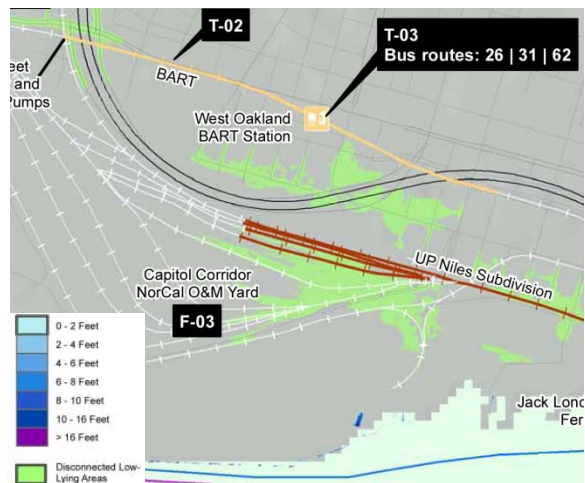 T-02
T-03
Bus routes: 26 | 31 | 62
eet
and
Pumps
BART
West Oakland
BART Station
UP Niles Subdivision
Capitol Corridor
NorCal O&M Yard
F-03
0 - 2 Feet
2 - 4 Feet
4 - 6 Feet
6 - 8 Feet
8 - 10 Feet
10 - 16 Feet
> 16 Feet
Disconnected Low-
Lying Areas
Jack Lond
Fer